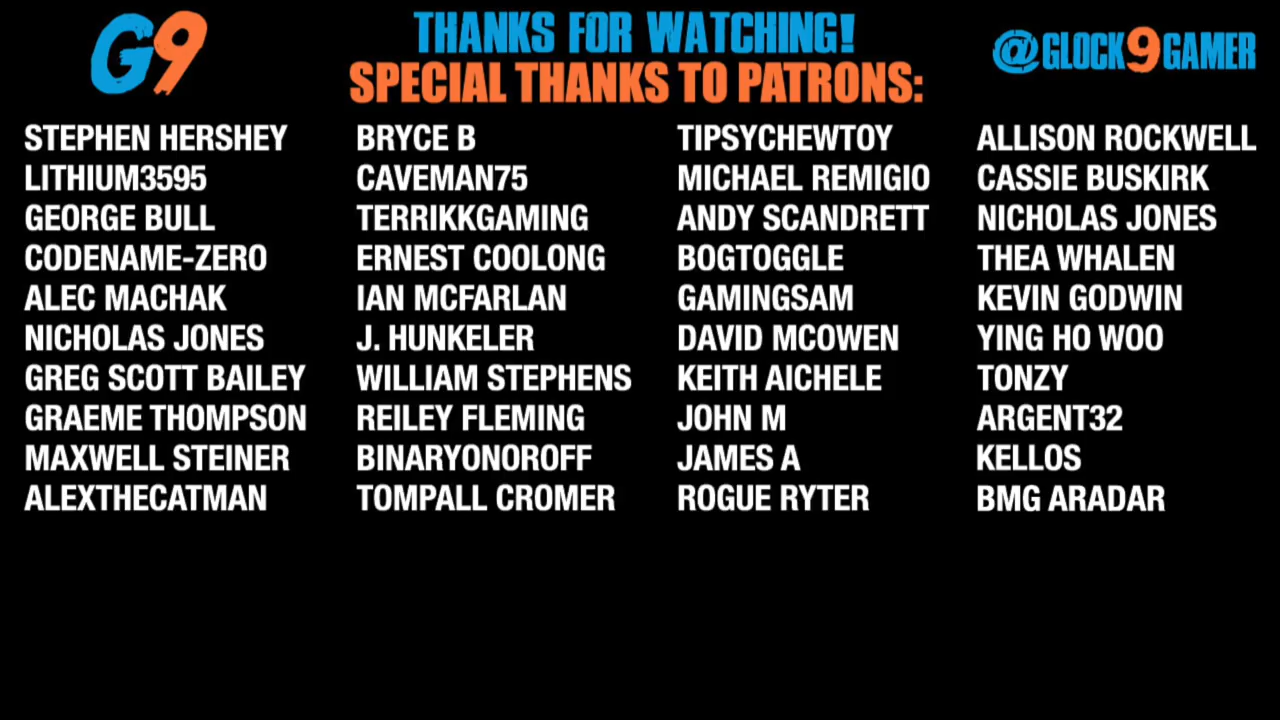 G9
THANKS FOR WATCHING!
SPECIAL THANKS TO PATRONS:
@GLOCK9GAMER
STEPHEN HERSHEY
LITHIUM3595
GEORGE BULL
CODENAME-ZERO
ALEC MACHAK
NICHOLAS JONES
GREG SCOTT BAILEY
GRAEME THOMPSON
MAXWELL STEINER
ALEXTHECATMAN
BRYCE B
CAVEMAN75
TERRIKKGAMING
ERNEST COOLONG
IAN MCFARLAN
J. HUNKELER
WILLIAM STEPHENS
REILEY FLEMING
BINARYONOROFF
TOMPALL CROMER
TIPSYCHEWTOY
MICHAEL REMIGIO
ANDY SCANDRETT
BOGTOGGLE
GAMINGSAM
DAVID MCOWEN
KEITH AICHELE
JOHN M
JAMES A
ROGUE RYTER
ALLISON ROCKWELL
CASSIE BUSKIRK
NICHOLAS JONES
THEA WHALEN
KEVIN GODWIN
YING HO WOO
TONZY
ARGENT32
KELLOS
BMG ARADAR